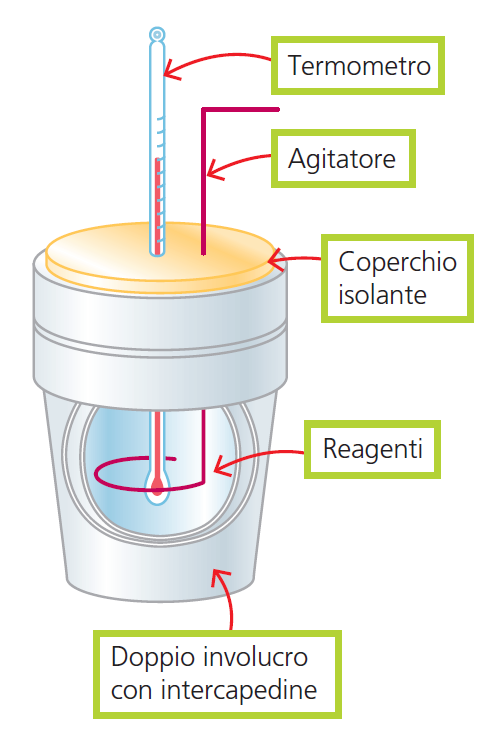 Termometro
Agitatore
Coperchio
isolante
Reagenti
Doppio involucro
con intercapedine